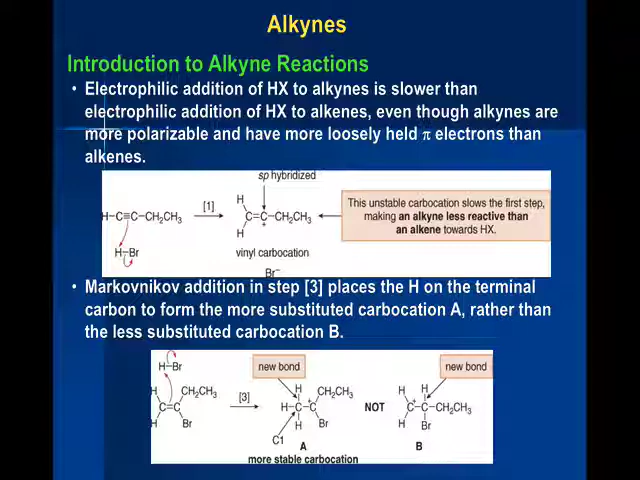 Alkynes
Introduction to Alkyne Reactions
• Electrophilic addition of HX to alkynes is slower than
electrophilic addition of HX to alkenes, even though alkynes are
more polarizable and have more loosely held π electrons than
alkenes.
sp hybridized
H
H−C≡C−CH2CH3
[1]
C=C−CH2CH3
+
H
H−Br
vinyl carbocation
Br−
This unstable carbocation slows the first step,
making an alkyne less reactive than
an alkene towards HX.
• Markovnikov addition in step [3] places the H on the terminal
carbon to form the more substituted carbocation A, rather than
the less substituted carbocation B.
H−Br
new bond
new bond
H CH2CH3
C=C
H Br
[3]
H CH2CH3
H−C−C+
H Br
C1
A
more stable carbocation
NOT
H H
C+−C−CH2CH3
H Br
B